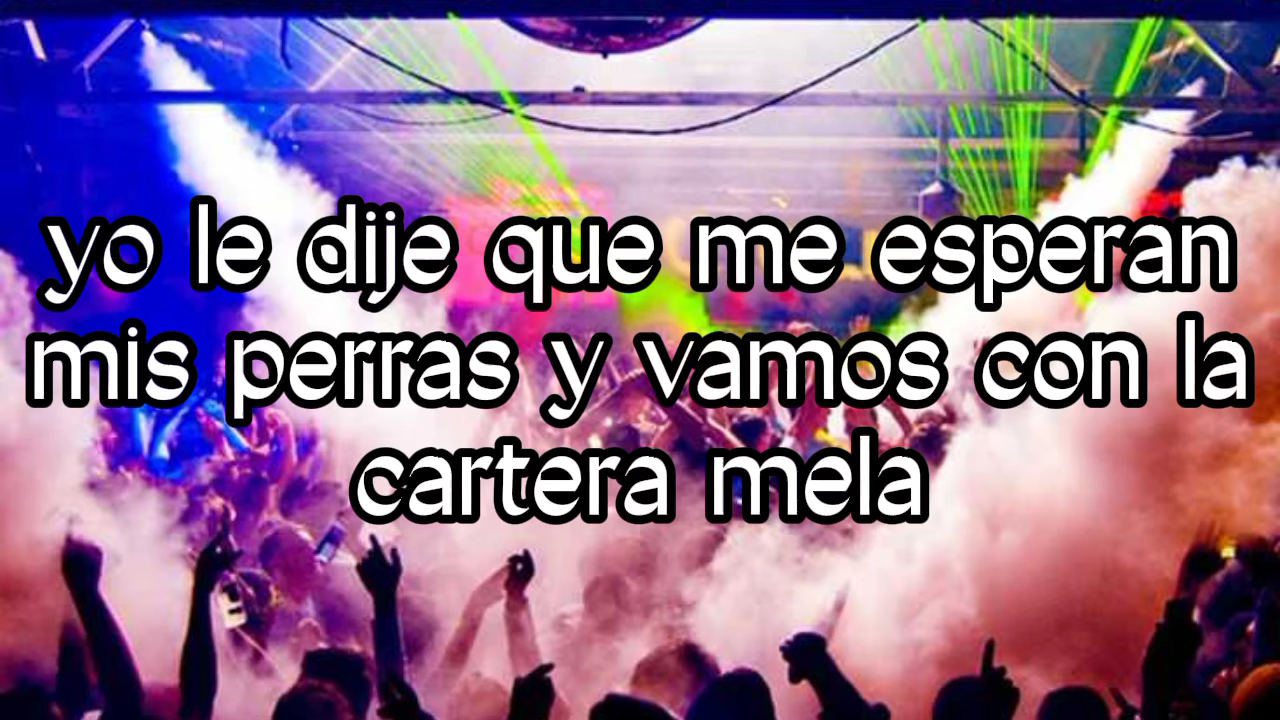 yo le dije que me esperan
mis perras y vamos con la
cartera mela